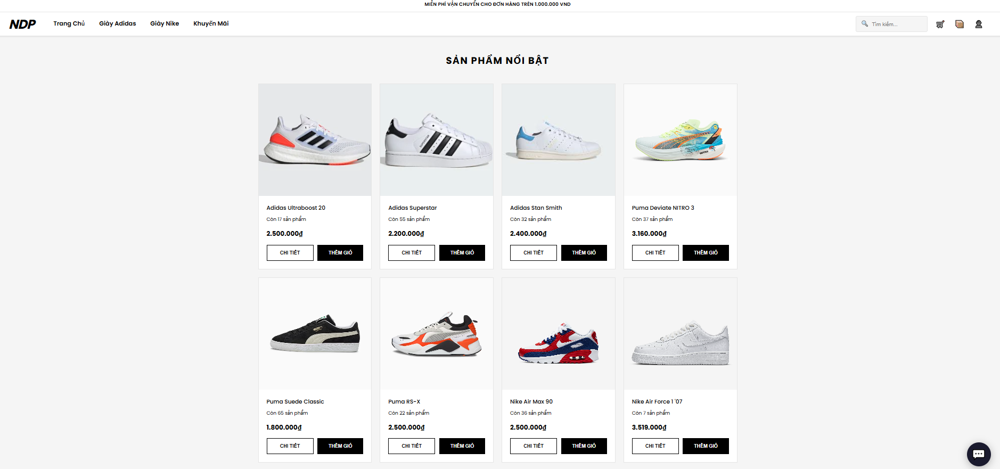 MIỄN PHÍ VẬN CHUYỂN CHO ĐƠN HÀNG TRÊN 1.000.000 VND
NDP Trang Chủ Giày Adidas Giày Nike Khuyến Mãi Tìm kiếm...
SẢN PHẨM NỔI BẬT
SUPERSTAR
NITRO
Adidas Ultraboost 20 Adidas Superstar Adidas Stan Smith Puma Deviate NITRO 3
Còn 17 sản phẩm Còn 55 sản phẩm Còn 32 sản phẩm Còn 37 sản phẩm
2.500.000₫ 2.200.000₫ 2.400.000₫ 3.160.000₫
CHI TIẾT THÊM GIỎ CHI TIẾT THÊM GIỎ CHI TIẾT THÊM GIỎ CHI TIẾT THÊM GIỎ
Puma Suede Classic Puma RS-X Nike Air Max 90 Nike Air Force 1 '07
Còn 65 sản phẩm Còn 22 sản phẩm Còn 36 sản phẩm Còn 7 sản phẩm
1.800.000₫ 2.500.000₫ 2.500.000₫ 3.519.000₫
CHI TIẾT THÊM GIỎ CHI TIẾT THÊM GIỎ CHI TIẾT THÊM GIỎ CHI TIẾT THÊM GIỎ